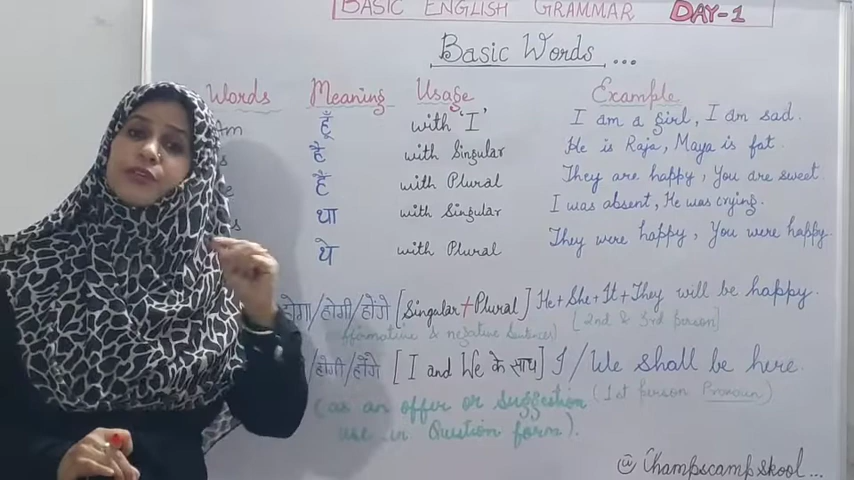 BASIC ENGLISH GRAMMAR DAY-1
Basic Words ...
Words Meaning Usage Example
हूँ with 'I' I am a girl, I am sad.
है with Singular He is Raja, Maya is fat.
हैं with Plural They are happy, You are sweet
था with Singular I was absent, He was crying.
थे with Plural They were happy, You were happy.
होगा/होगी/होंगे [Singular+Plural] He+She+It+They will be happy.
affirmative & negative sentences) [2nd & 3rd person]
/होगी/होंगे [I and We के साथ] I/We shall be here.
(as an offer or suggestion (1st person Pronoun)
use in Question form).
@Champscampskool...